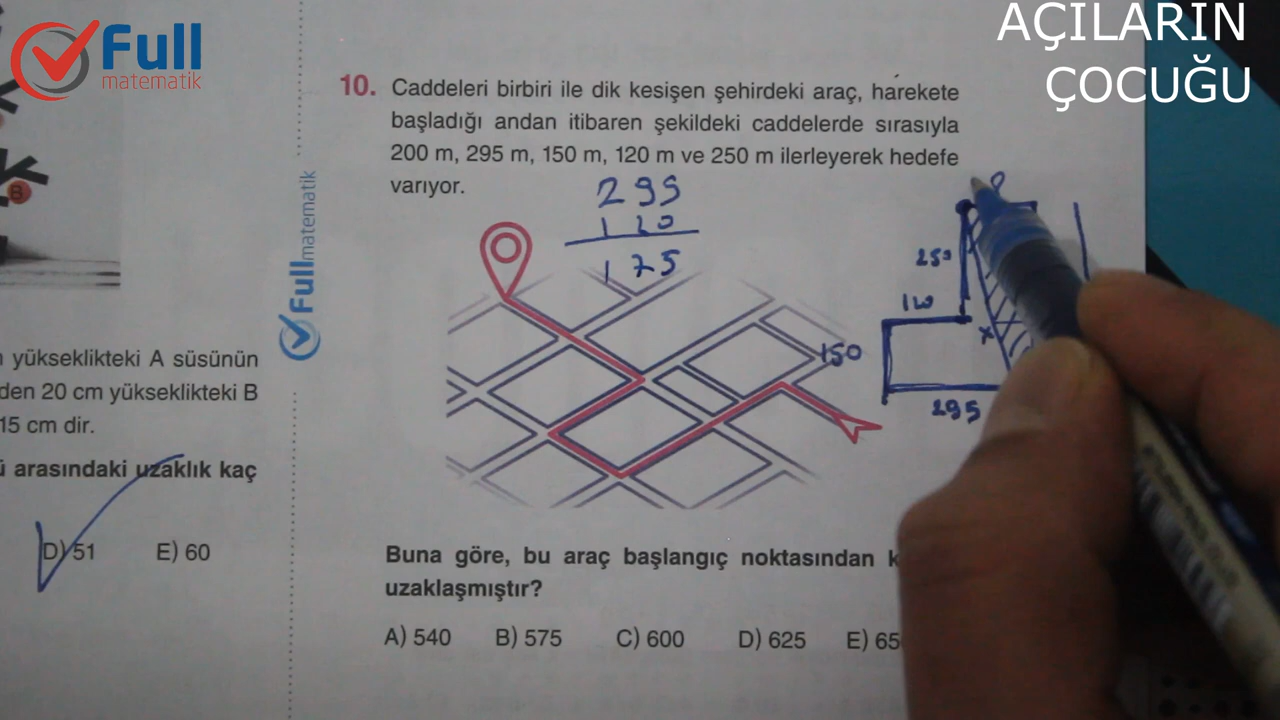 Full
matematik
AÇILARIN
ÇOCUĞU
Full matematik
B
10. Caddeleri birbiri ile dik kesişen şehirdeki araç, harekete
başladığı andan itibaren şekildeki caddelerde sırasıyla
200 m, 295 m, 150 m, 120 m ve 250 m ilerleyerek hedefe
varıyor.
295
120
175
250
120
150
x
295
yükseklikteki A süsünün
den 20 cm yükseklikteki B
15 cm dir.
arasındaki uzaklık kaç
D) 51 E) 60
Buna göre, bu araç başlangıç noktasından
uzaklaşmıştır?
A) 540 B) 575 C) 600 D) 625 E)